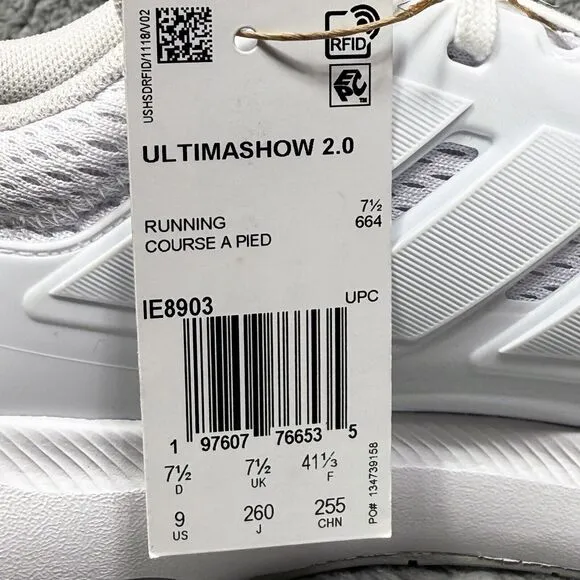 USHSDRFID/1118/V02
RFID
EPC™
ULTIMASHOW 2.0
RUNNING 7½
COURSE A PIED 664
IE8903 UPC
1 97607 76653 5
7½ 7½ 41⅓
D UK F
9 260 255
US J CHN
PO# 134739158